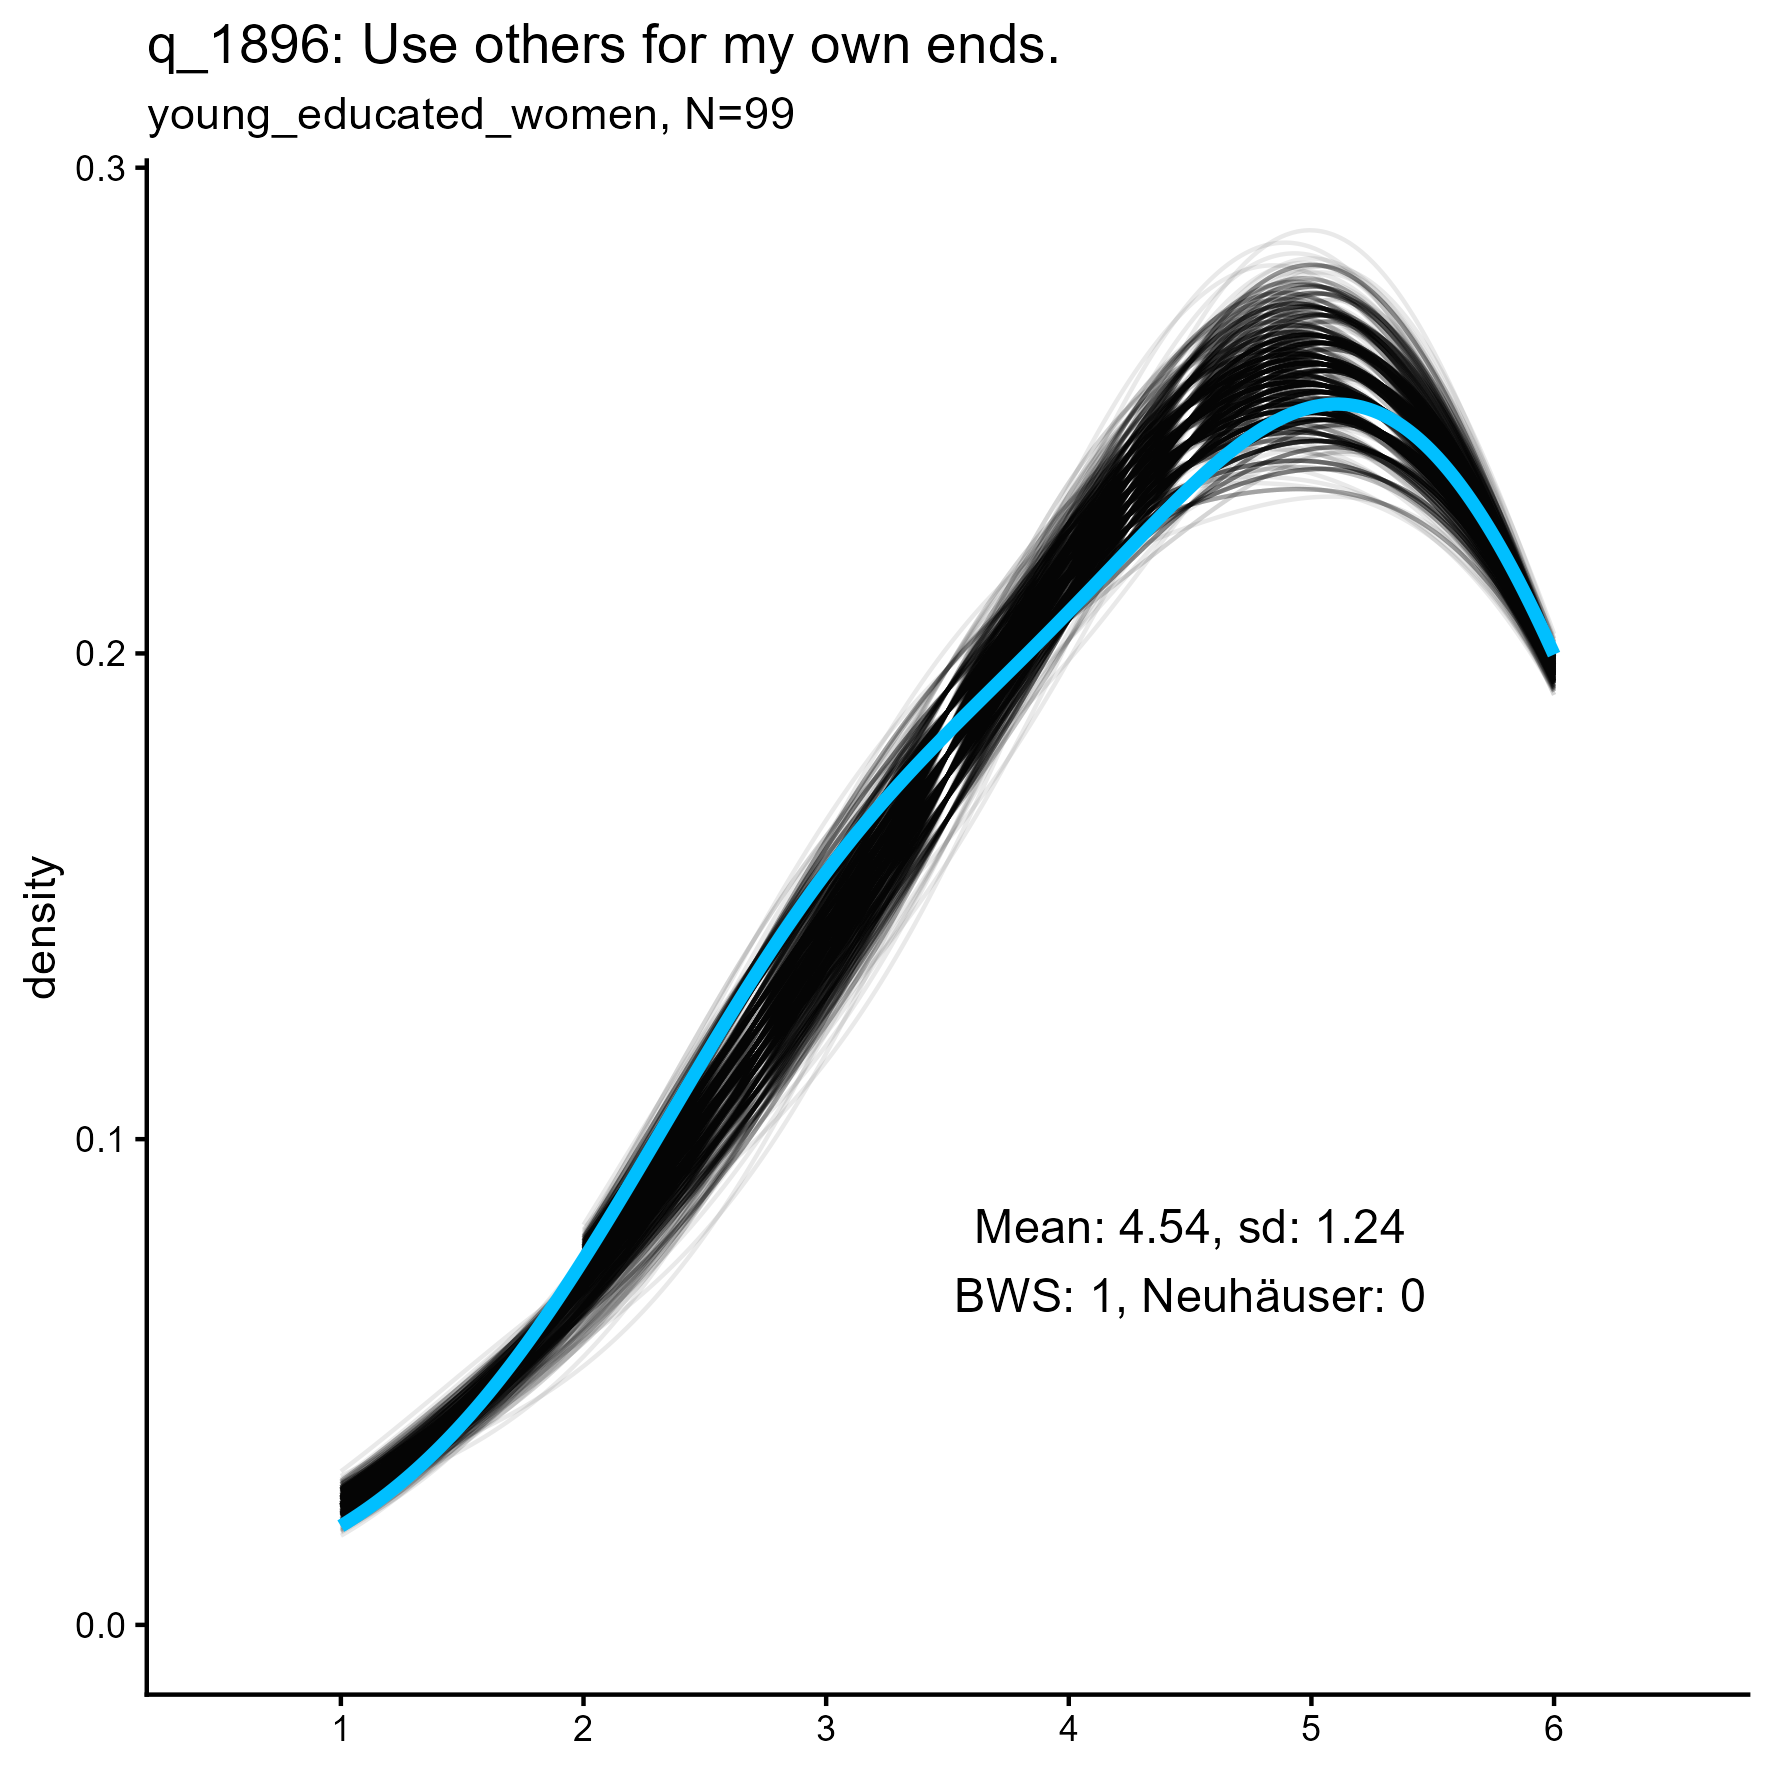 q_1896: Use others for my own ends.
young_educated_women, N=99
0.3
0.2
0.1
0.0
density
Mean: 4.54, sd: 1.24
BWS: 1, Neuhäuser: 0
1 2 3 4 5 6